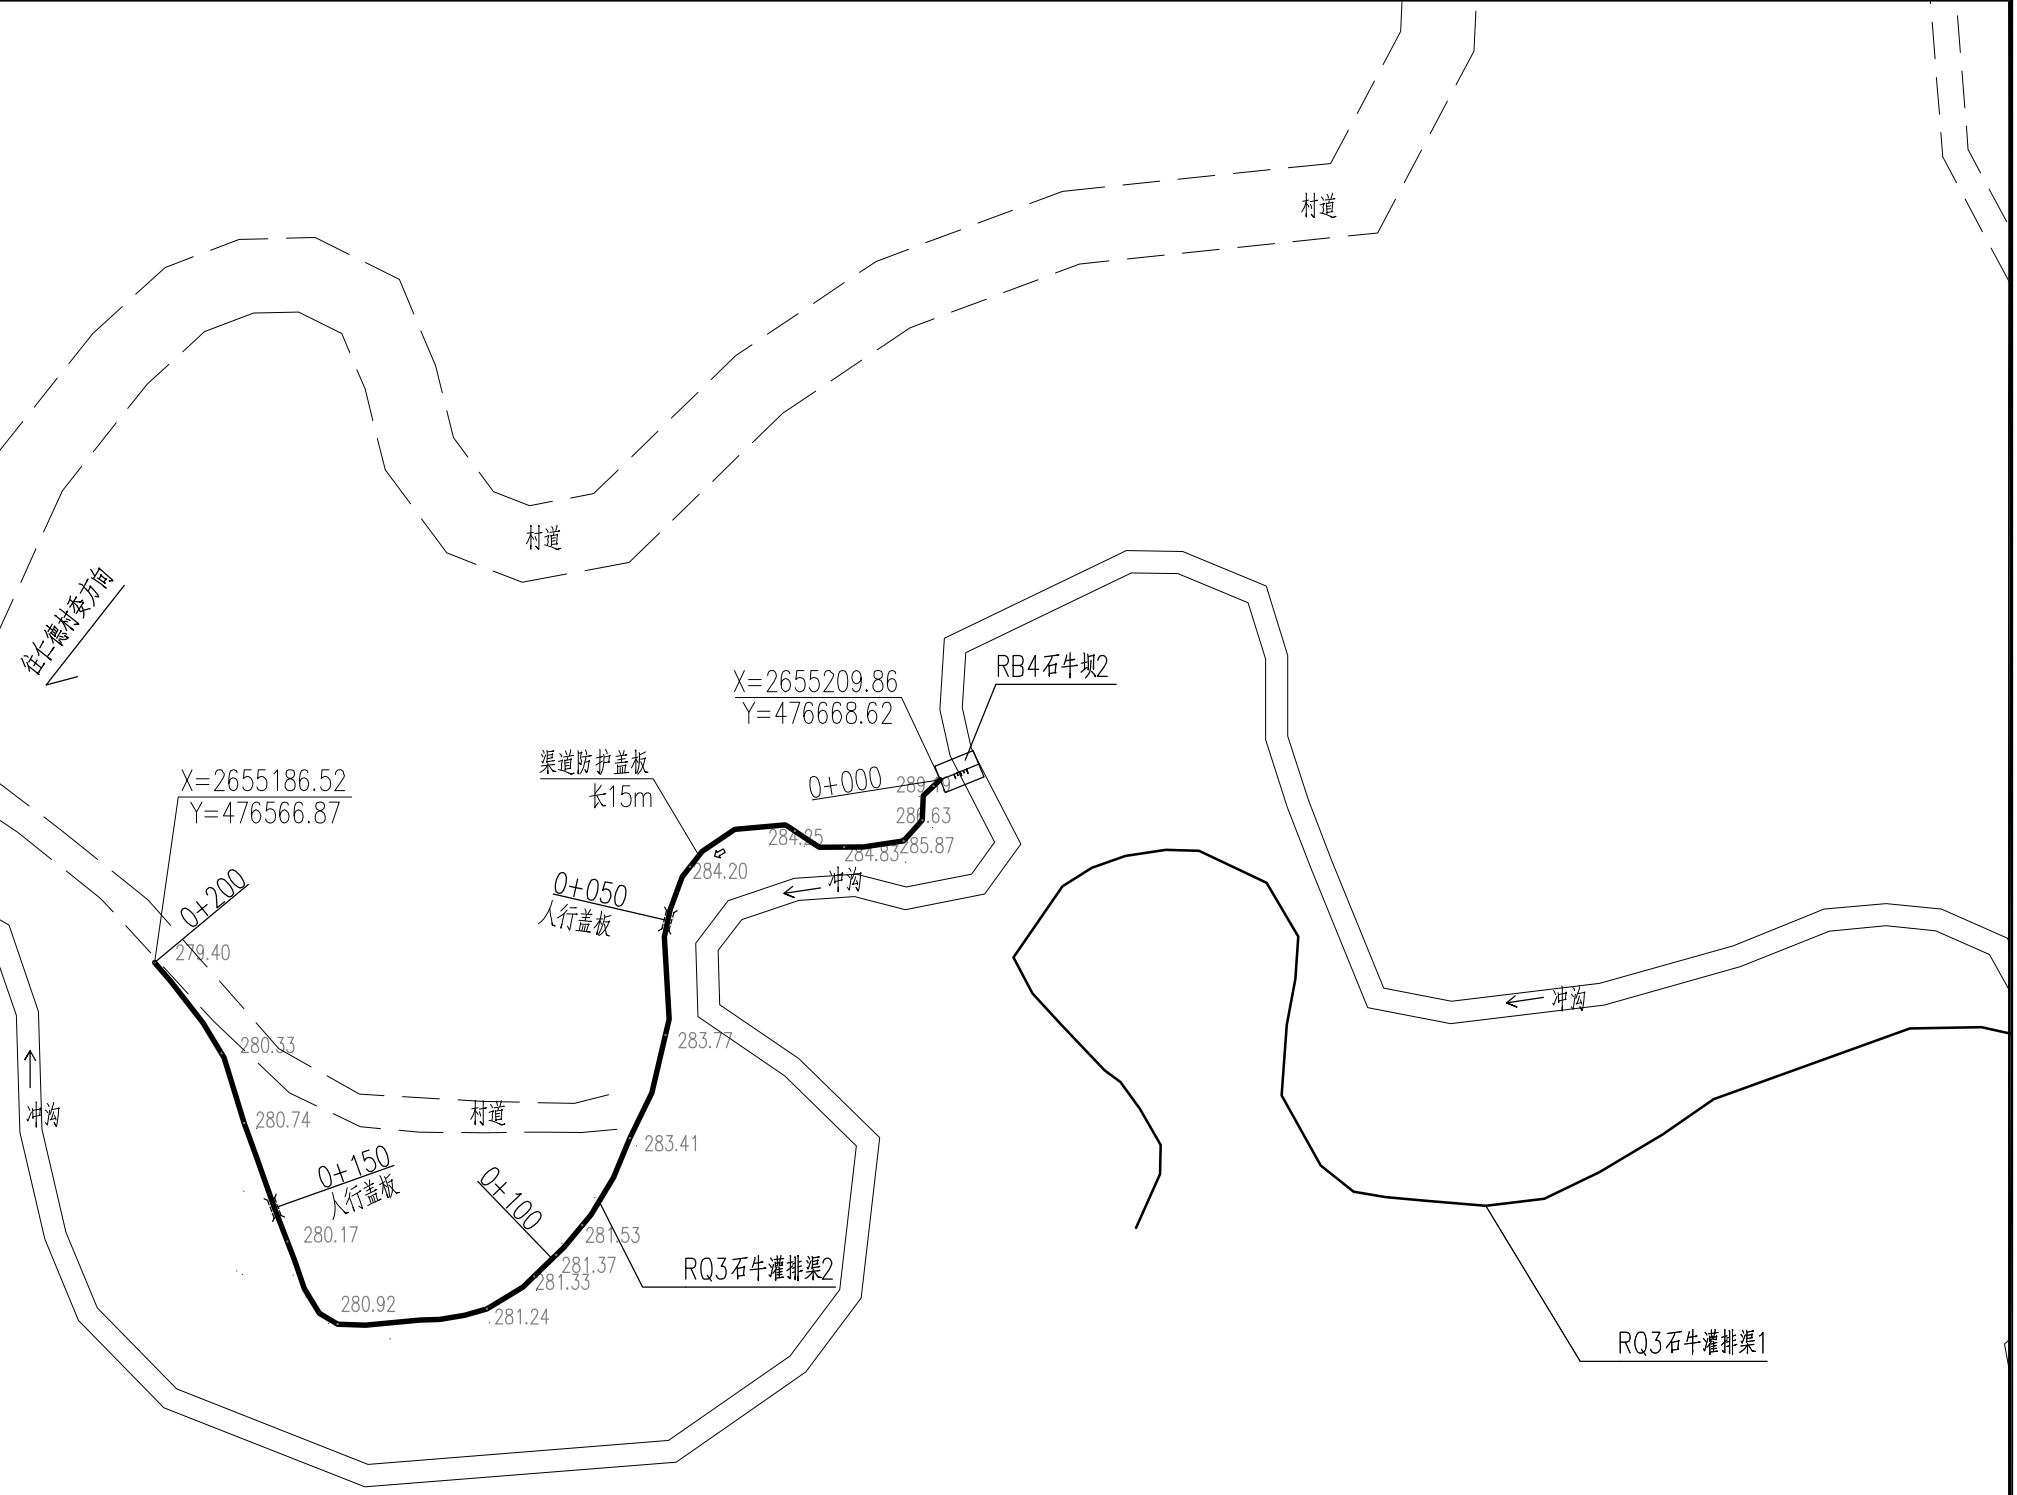 村道
村道
往仁德村委方向
RB4石牛坝2
X=2655209.86
Y=476668.62
渠道防护盖板
长15m
0+000
289.19
286.63
285.87
284.83
284.25
284.20
X=2655186.52
Y=476566.87
冲沟
0+050
人行盖板
0+200
279.40
冲沟
283.77
280.33
冲沟
村道
280.74
283.41
0+150
人行盖板
0+100
280.17
281.53
281.37
281.33
RQ3石牛灌排渠2
280.92
281.24
RQ3石牛灌排渠1